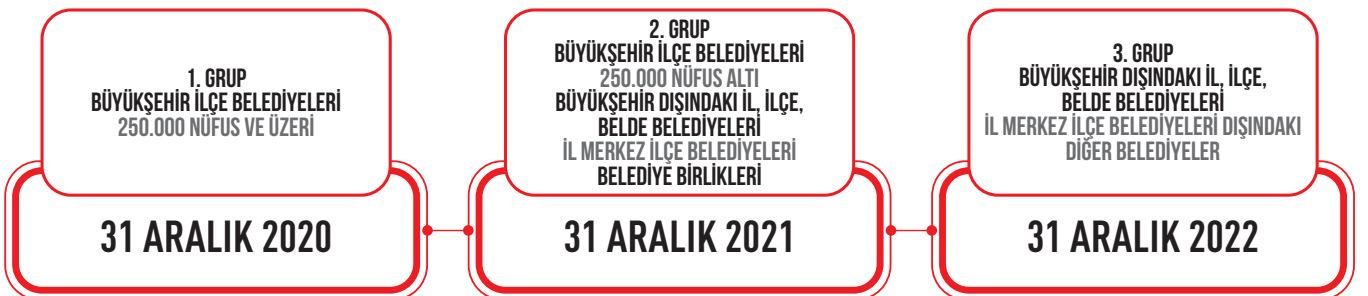 1. GRUP
BÜYÜKŞEHİR İLÇE BELEDİYELERİ
250.000 NÜFUS VE ÜZERİ
31 ARALIK 2020
2. GRUP
BÜYÜKŞEHİR İLÇE BELEDİYELERİ
250.000 NÜFUS ALTI
BÜYÜKŞEHİR DIŞINDAKİ İL, İLÇE,
BELDE BELEDİYELERİ
İL MERKEZ İLÇE BELEDİYELERİ
BELEDİYE BİRLİKLERİ
31 ARALIK 2021
3. GRUP
BÜYÜKŞEHİR DIŞINDAKİ İL, İLÇE,
BELDE BELEDİYELERİ
İL MERKEZ İLÇE BELEDİYELERİ DIŞINDAKI
DİĞER BELEDİYELER
31 ARALIK 2022